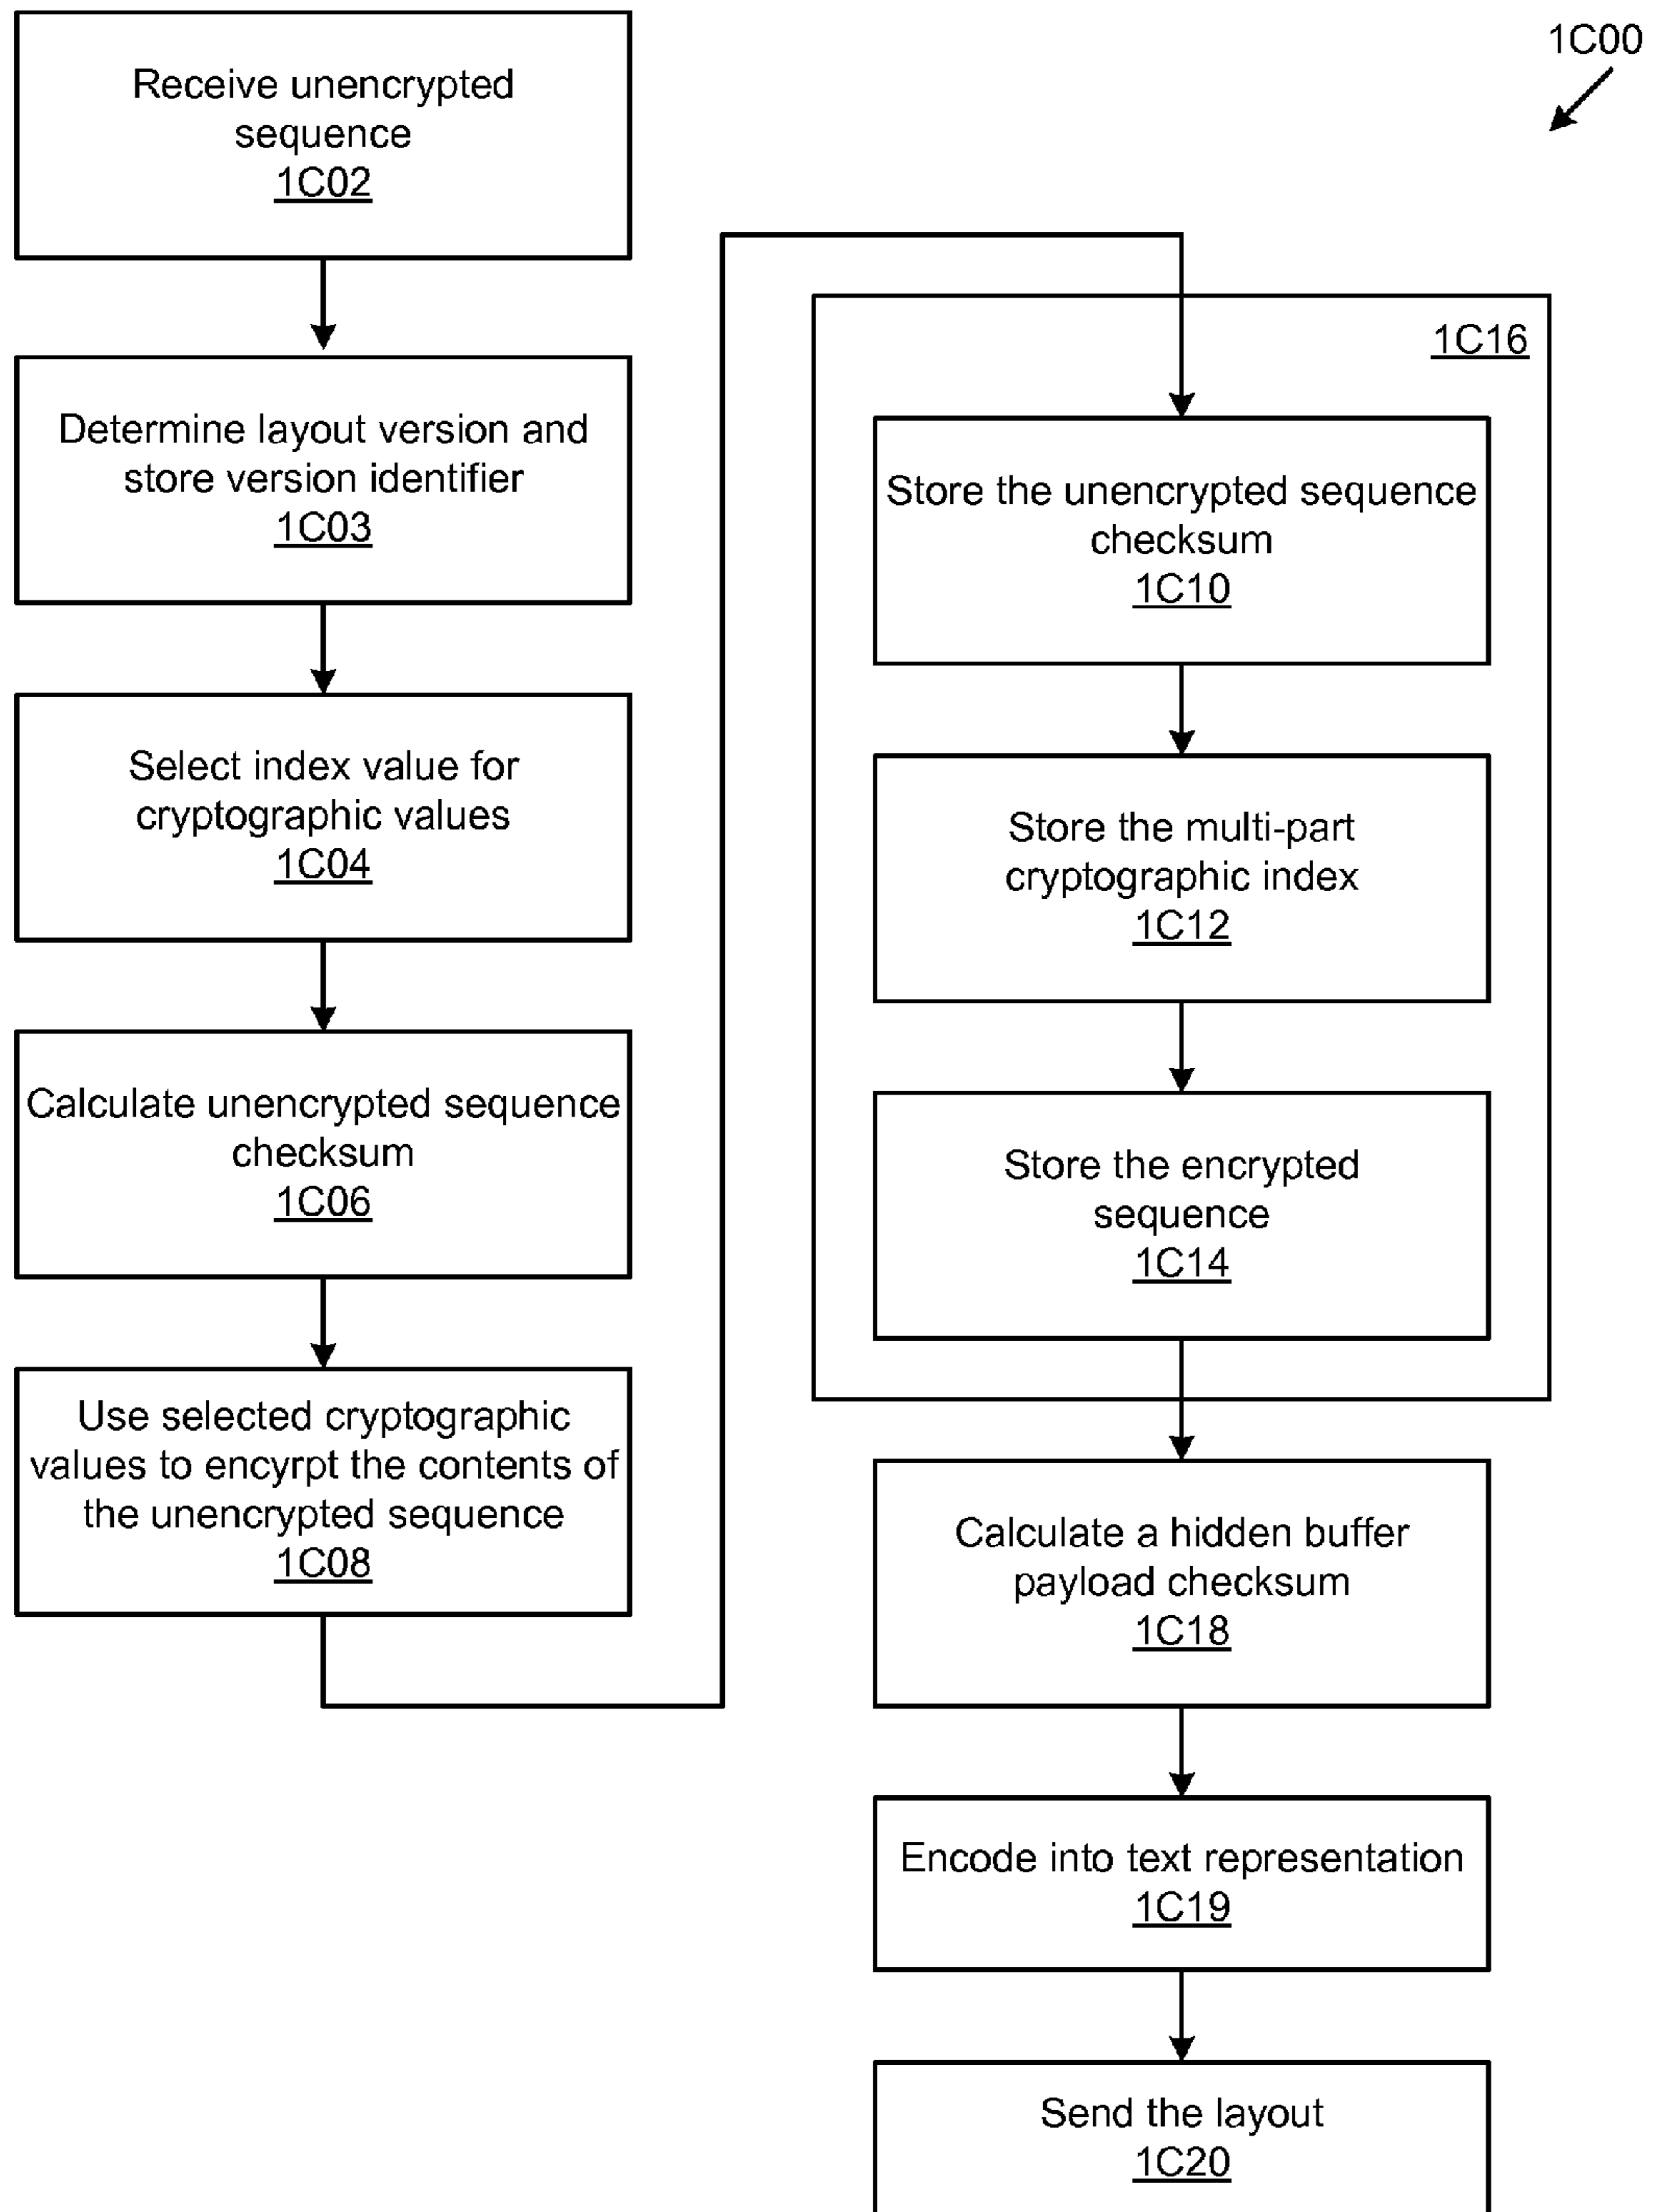 1C00
Receive unencrypted
sequence
1C02
Determine layout version and
store version identifier
1C03
Select index value for
cryptographic values
1C04
Calculate unencrypted sequence
checksum
1C06
Use selected cryptographic
values to encyrpt the contents of
the unencrypted sequence
1C08
1C16
Store the unencrypted sequence
checksum
1C10
Store the multi-part
cryptographic index
1C12
Store the encrypted
sequence
1C14
Calculate a hidden buffer
payload checksum
1C18
Encode into text representation
1C19
Send the layout
1C20